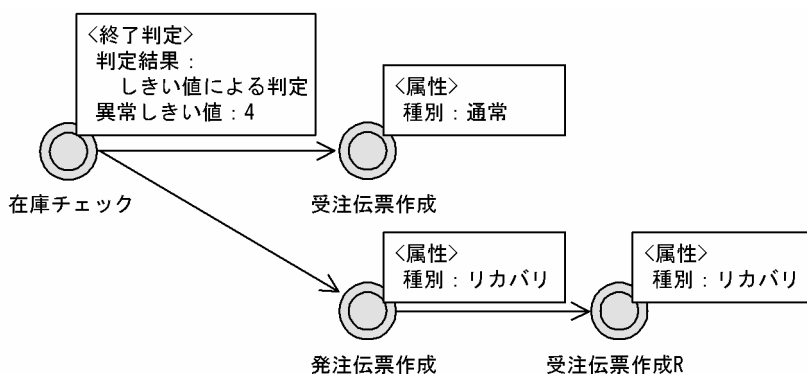 <終了判定>
判定結果：
しきい値による判定
異常しきい値：4
<属性>
種別：通常
在庫チェック
受注伝票作成
<属性>
種別：リカバリ
<属性>
種別：リカバリ
発注伝票作成
受注伝票作成R